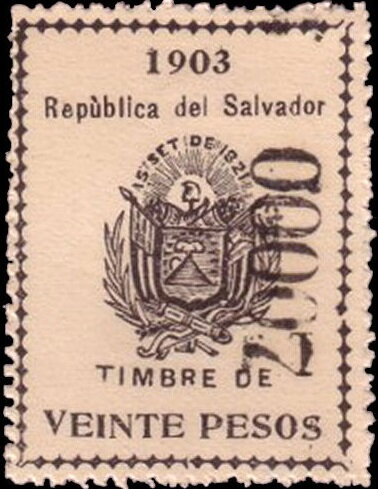 1903
Repùblica del Salvador
15 SET DE 1821
TIMBRE DE
VEINTE PESOS